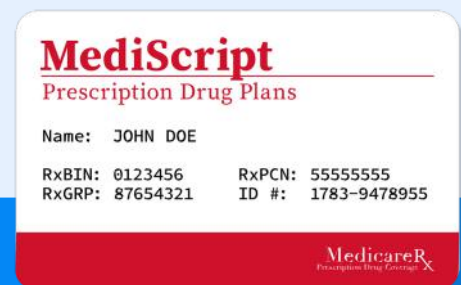 MediScript
Prescription Drug Plans
Name: JOHN DOE
RxBIN: 0123456 RxPCN: 55555555
RxGRP: 87654321 ID #: 1783-9478955
MedicareRx
Prescription Drug Coverage